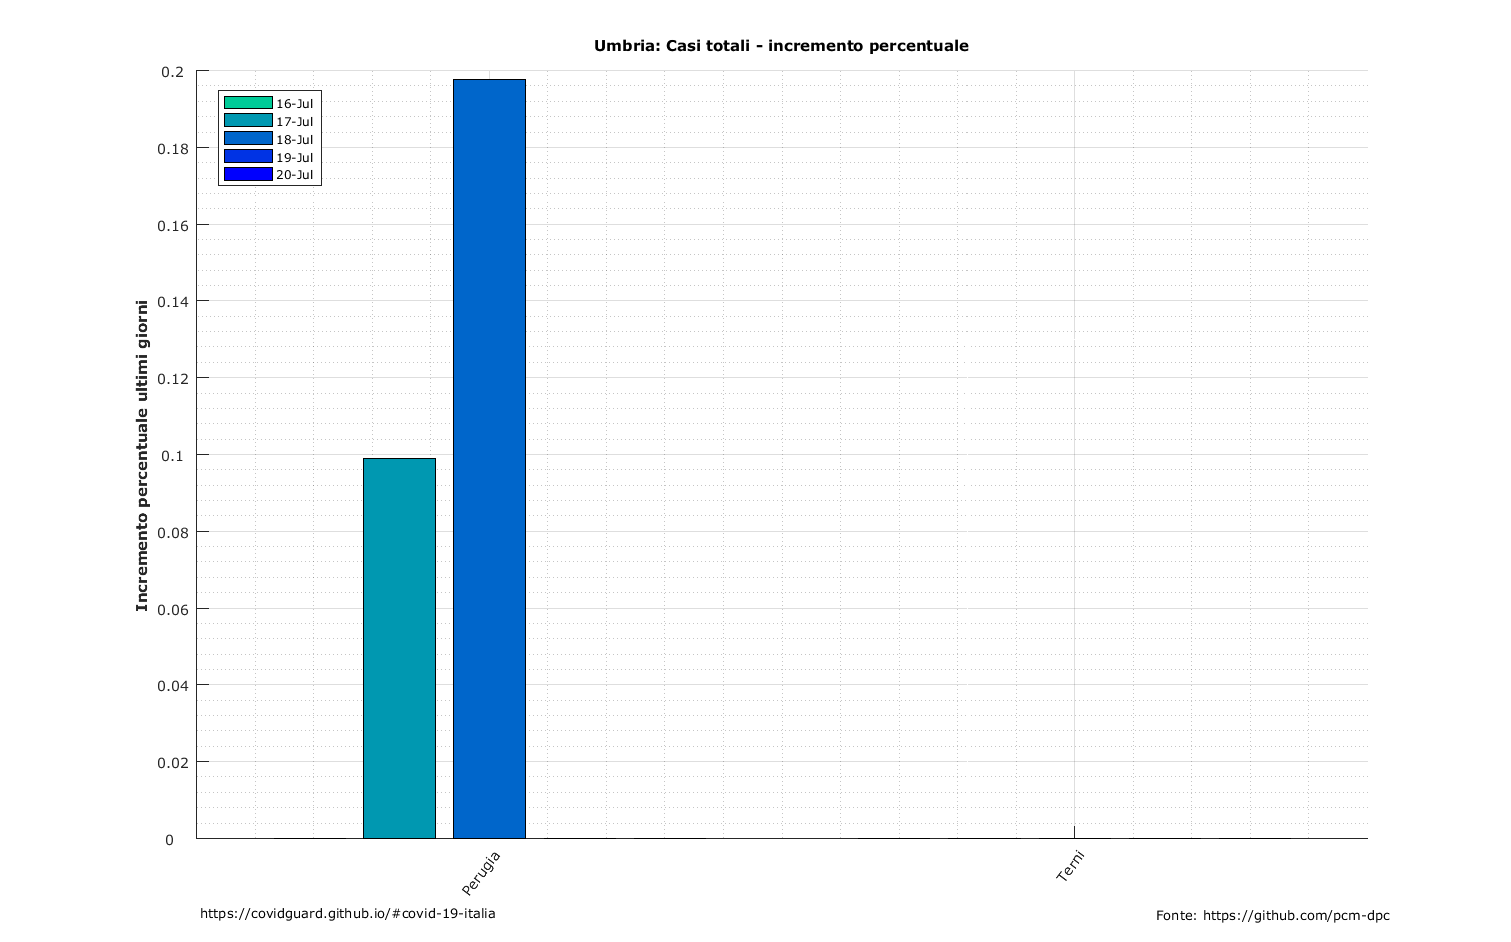 Umbria: Casi totali - incremento percentuale
Incremento percentuale ultimi giorni
0.2
0.18
0.16
0.14
0.12
0.1
0.08
0.06
0.04
0.02
0
16-Jul
17-Jul
18-Jul
19-Jul
20-Jul
Perugia
Terni
https://covidguard.github.io/#covid-19-italia
Fonte: https://github.com/pcm-dpc